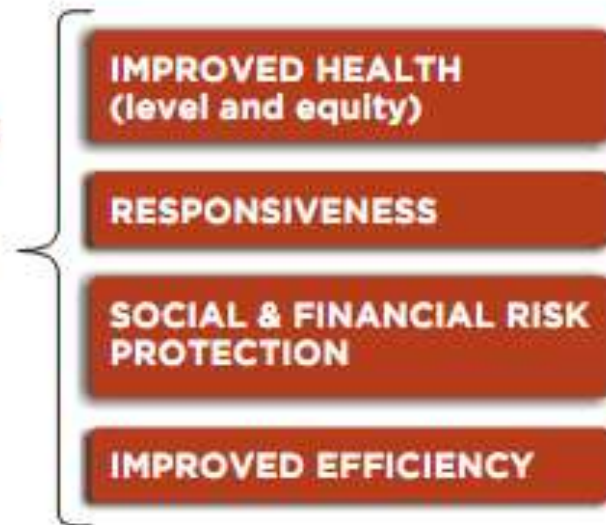 IMPROVED HEALTH
(level and equity)
RESPONSIVENESS
SOCIAL & FINANCIAL RISK
PROTECTION
IMPROVED EFFICIENCY